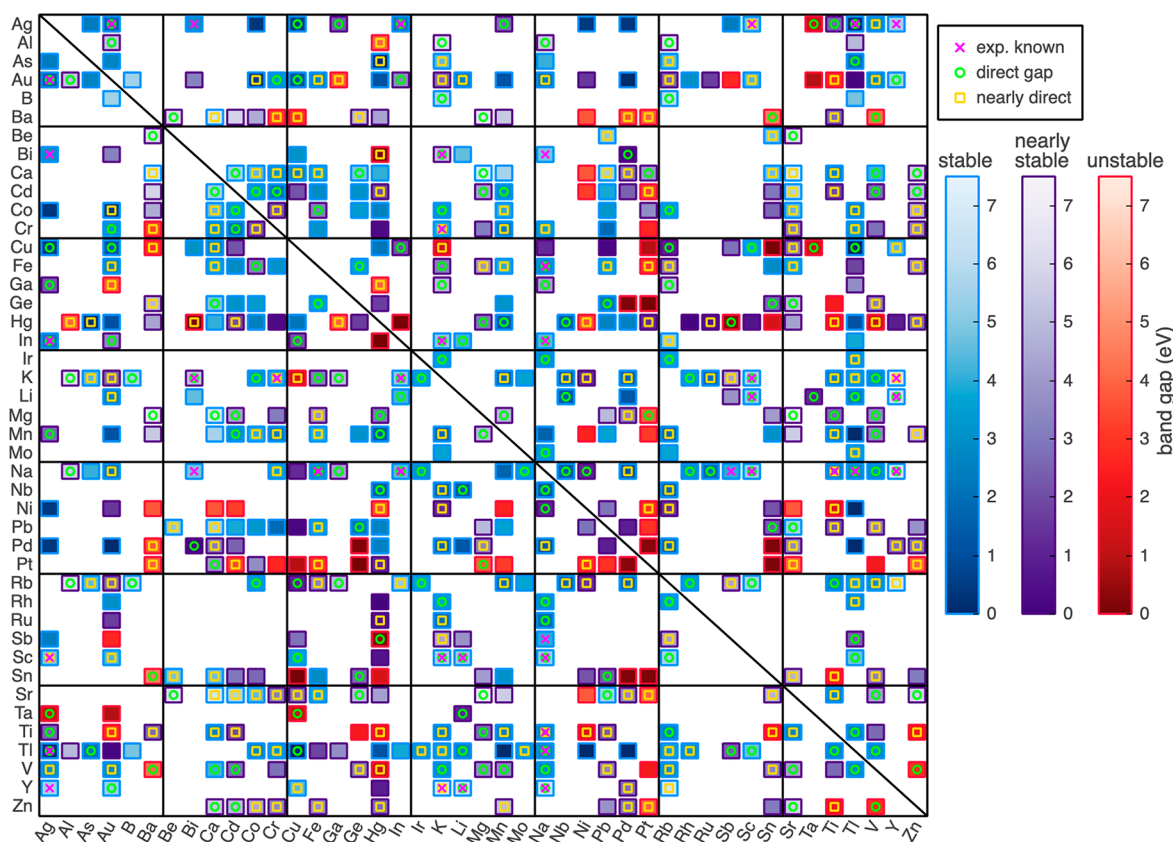 Ag
Al
As
Au
B
Ba
Be
Bi
Ca
Cd
Co
Cr
Cu
Fe
Ga
Ge
Hg
In
Ir
K
Li
Mg
Mn
Mo
Na
Nb
Ni
Pb
Pd
Pt
Rb
Rh
Ru
Sb
Sc
Sn
Sr
Ta
Ti
Tl
V
Y
Zn
Ag Al As Au B Ba Be Bi Ca Cd Co Cr Cu Fe Ga Ge Hg In Ir K Li Mg Mn Mo Na Nb Ni Pb Pd Pt Rb Rh Ru Sb Sc Sn Sr Ta Ti Tl V Y Zn
exp. known
direct gap
nearly direct
stable
nearly
stable
unstable
7 7 7
6 6 6
5 5 5
4 4 4
3 3 3
2 2 2
1 1 1
0 0 0
band gap (eV)